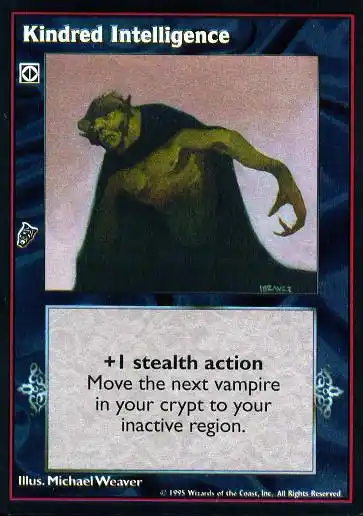 Kindred Intelligence
WEAVER
+1 stealth action
Move the next vampire
in your crypt to your
inactive region.
Illus. Michael Weaver
© 1995 Wizards of the Coast, Inc. All Rights Reserved.